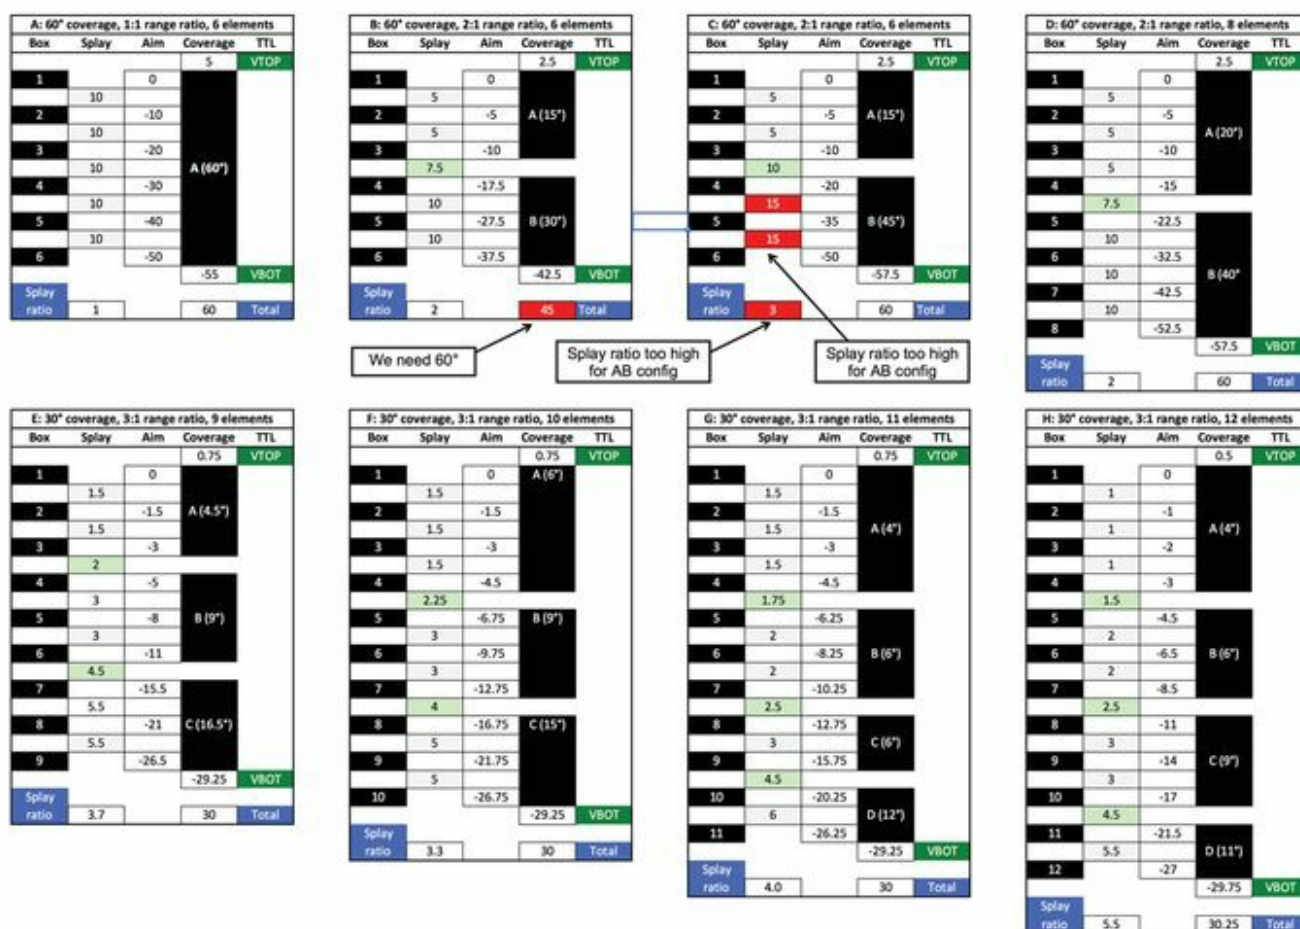 A: 60° coverage, 1:1 range ratio, 6 elements
Box Splay Aim Coverage TTL
5 VTOP
1 0
10
2 -10
10
3 -20
10 A (60°)
4 -30
10
5 -40
10
6 -50
-55 VBOT
Splay
ratio 1 60 Total
B: 60° coverage, 2:1 range ratio, 6 elements
Box Splay Aim Coverage TTL
2.5 VTOP
1 0
5
2 -5 A (15°)
5
3 -10
7.5
4 -17.5
10
5 -27.5 B (30°)
10
6 -37.5
-42.5 VBOT
Splay
ratio 2 45 Total
We need 60°
C: 60° coverage, 2:1 range ratio, 6 elements
Box Splay Aim Coverage TTL
2.5 VTOP
1 0
5
2 -5 A (15°)
5
3 -10
10
4 -20
15
5 -35 B (45°)
15
6 -50
-57.5 VBOT
Splay
ratio 3 60 Total
Splay ratio too high
for AB config
Splay ratio too high
for AB config
D: 60° coverage, 2:1 range ratio, 8 elements
Box Splay Aim Coverage TTL
2.5 VTOP
1 0
5
2 -5
5 A (20°)
3 -10
5
4 -15
7.5
5 -22.5
10
6 -32.5
10 B (40°
7 -42.5
10
8 -52.5
-57.5 VBOT
Splay
ratio 2 60 Total
E: 30° coverage, 3:1 range ratio, 9 elements
Box Splay Aim Coverage TTL
0.75 VTOP
1 0
1.5
2 -1.5 A (4.5°)
1.5
3 -3
2
4 -5
3
5 -8 B (9°)
3
6 -11
4.5
7 -15.5
5.5
8 -21 C (16.5°)
5.5
9 -26.5
-29.25 VBOT
Splay
ratio 3.7 30 Total
F: 30° coverage, 3:1 range ratio, 10 elements
Box Splay Aim Coverage TTL
0.75 VTOP
1 0 A (6°)
1.5
2 -1.5
1.5
3 -3
1.5
4 -4.5
2.25
5 -6.75 B (9°)
3
6 -9.75
3
7 -12.75
4
8 -16.75 C (15°)
5
9 -21.75
5
10 -26.75
-29.25 VBOT
Splay
ratio 3.3 30 Total
G: 30° coverage, 3:1 range ratio, 11 elements
Box Splay Aim Coverage TTL
0.75 VTOP
1 0
1.5
2 -1.5
1.5 A (4°)
3 -3
1.5
4 -4.5
1.75
5 -6.25
2
6 -8.25 B (6°)
2
7 -10.25
2.5
8 -12.75
3 C (6°)
9 -15.75
4.5
10 -20.25
6 D (12°)
11 -26.25
-29.25 VBOT
Splay
ratio 4.0 30 Total
H: 30° coverage, 3:1 range ratio, 12 elements
Box Splay Aim Coverage TTL
0.5 VTOP
1 0
1
2 -1
1 A (4°)
3 -2
1
4 -3
1.5
5 -4.5
2
6 -6.5 B (6°)
2
7 -8.5
2.5
8 -11
3
9 -14 C (9°)
3
10 -17
4.5
11 -21.5
5.5 D (11°)
12 -27
-29.75 VBOT
Splay
ratio 5.5 30.25 Total